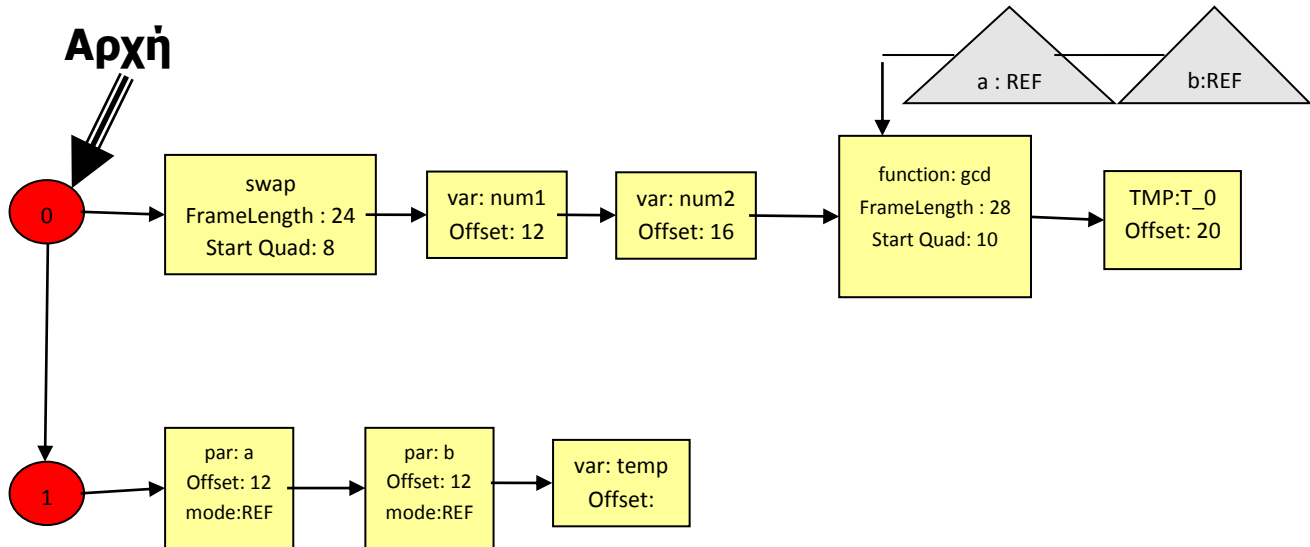 Αρχή
a : REF
b:REF
0
swap
FrameLength : 24
Start Quad: 8
var: num1
Offset: 12
var: num2
Offset: 16
function: gcd
FrameLength : 28
Start Quad: 10
TMP:T_0
Offset: 20
1
par: a
Offset: 12
mode:REF
par: b
Offset: 12
mode:REF
var: temp
Offset: